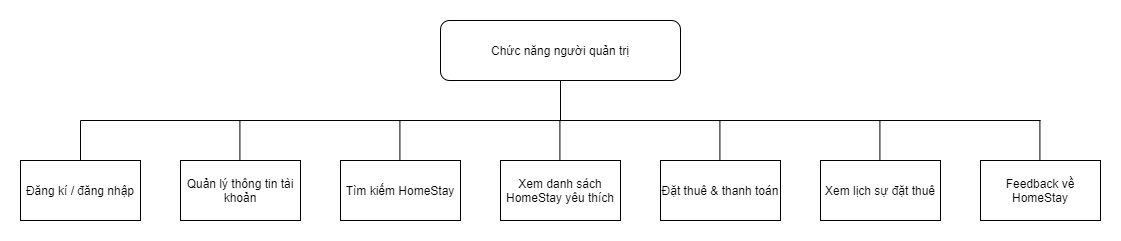 Chức năng người quản trị
Đăng kí / đăng nhập
Quản lý thông tin tài
khoản
Tìm kiếm HomeStay
Xem danh sách
HomeStay yêu thích
Đặt thuê & thanh toán
Xem lịch sự đặt thuê
Feedback về
HomeStay